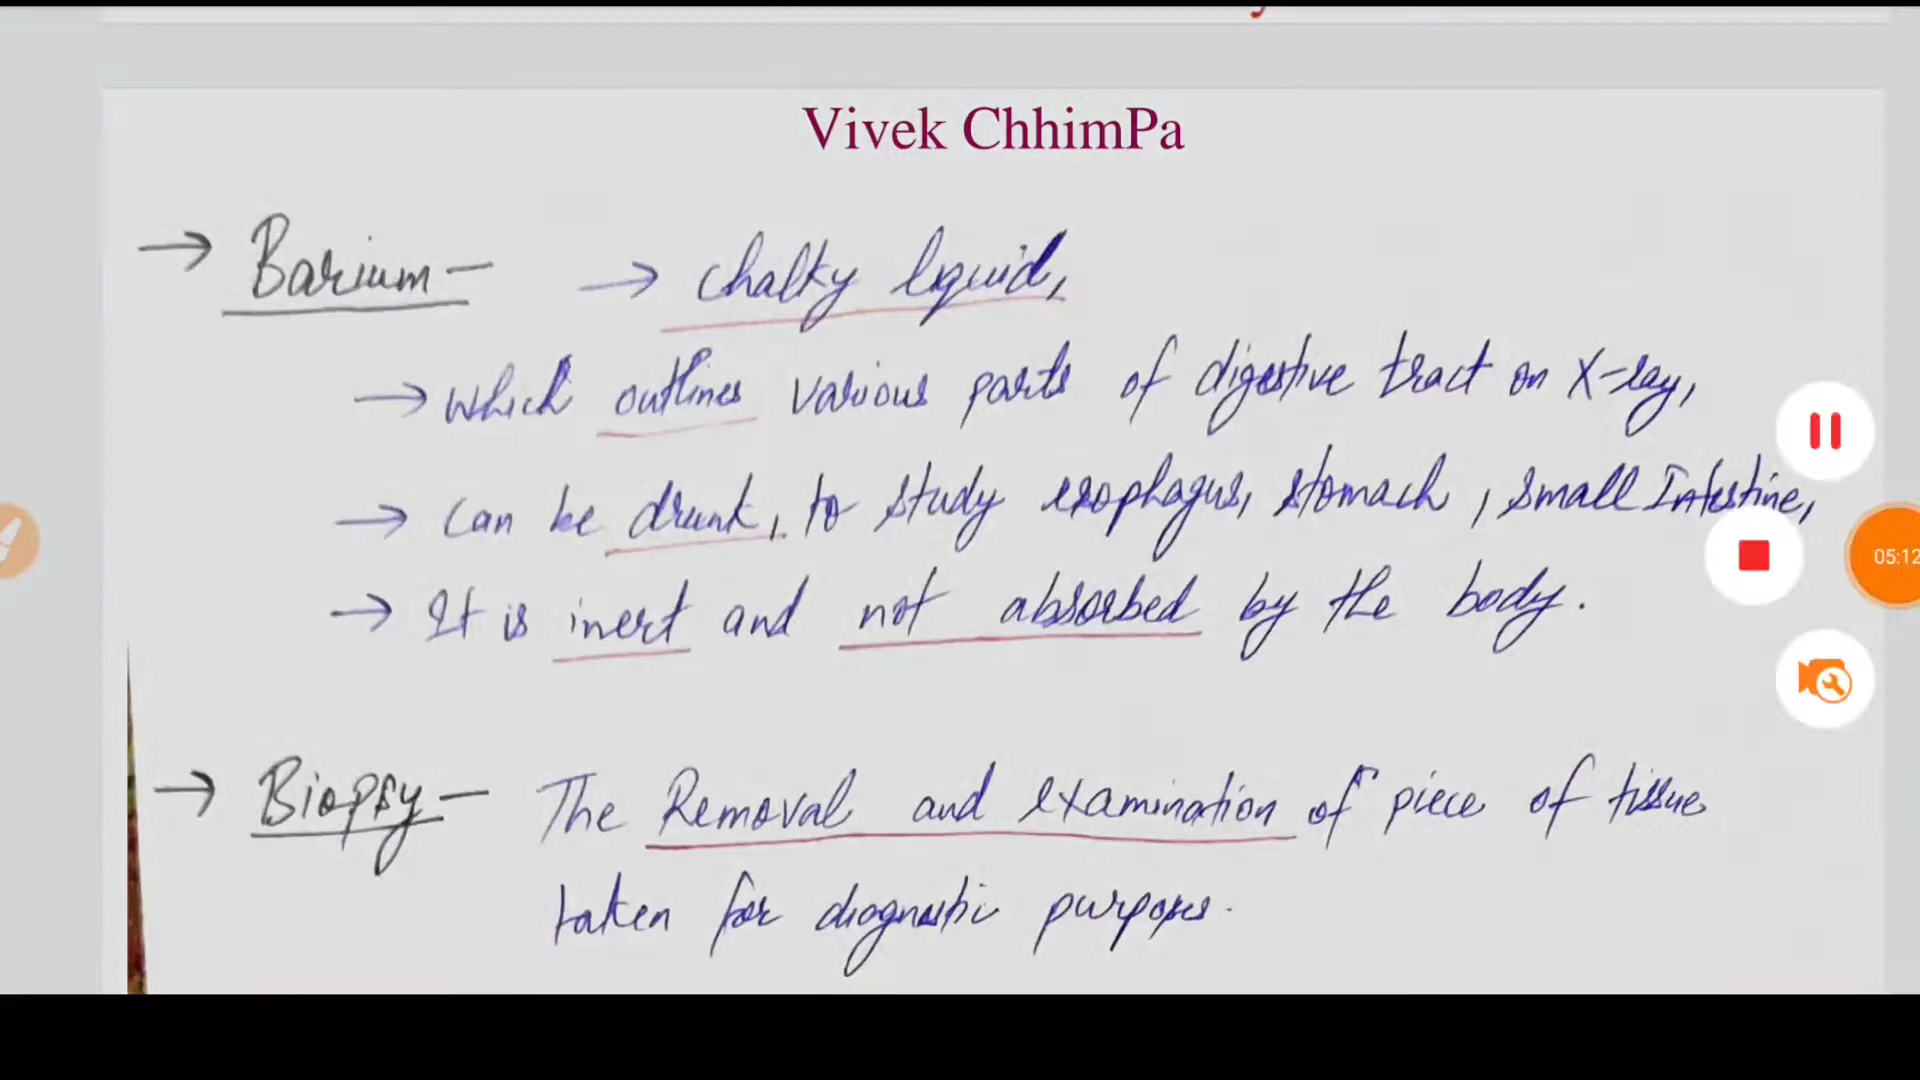 Vivek ChhimPa
→ Barium — → chalky liquid,
→ which outlines various parts of digestive tract on X-ray,
→ can be drunk, to study esophagus, stomach, small Intestine,
→ It is inert and not absorbed by the body.
→ Biopsy — The Removal and examination of piece of tissue
taken for diagnostic purposes.
05:12